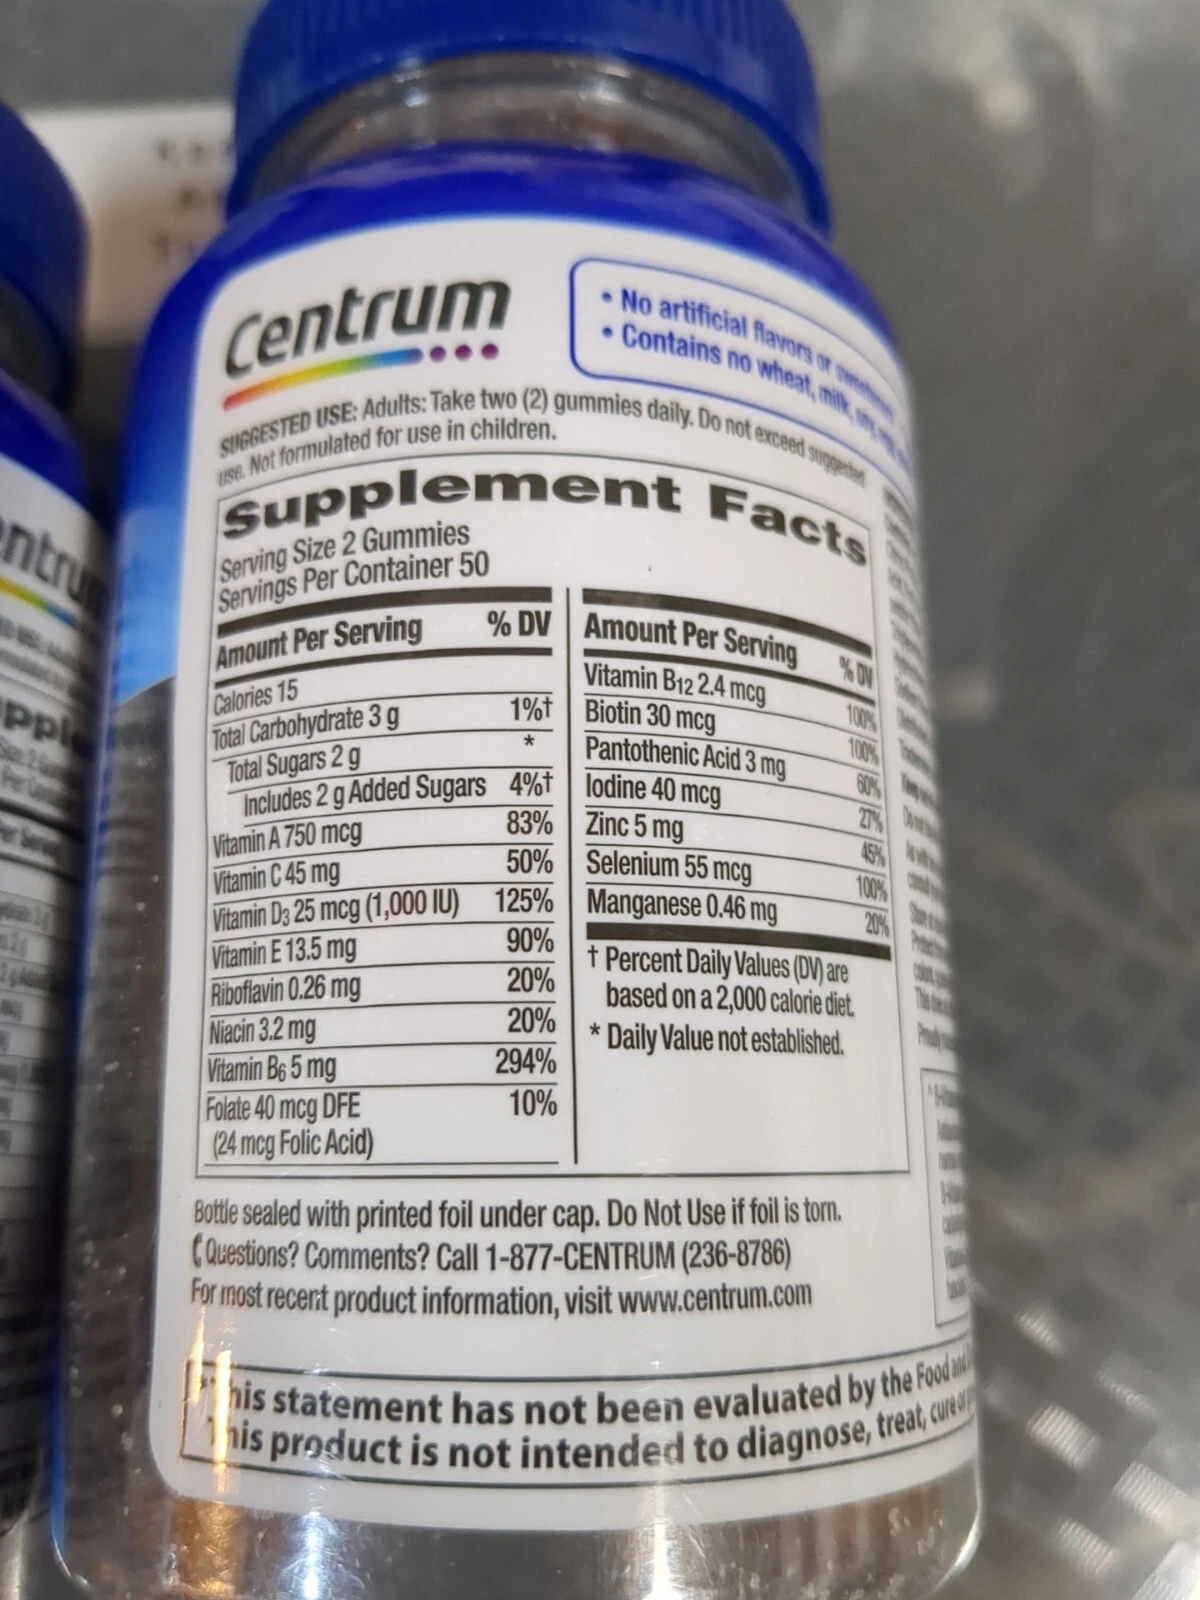 Centrum
• No artificial flavors or sweeteners
• Contains no wheat, milk,
SUGGESTED USE: Adults: Take two (2) gummies daily. Do not exceed suggested
use. Not formulated for use in children.
Supplement Facts
Serving Size 2 Gummies
Servings Per Container 50
Amount Per Serving % DV
Calories 15
Total Carbohydrate 3 g 1%†
Total Sugars 2 g *
Includes 2 g Added Sugars 4%†
Vitamin A 750 mcg 83%
Vitamin C 45 mg 50%
Vitamin D3 25 mcg (1,000 IU) 125%
Vitamin E 13.5 mg 90%
Riboflavin 0.26 mg 20%
Niacin 3.2 mg 20%
Vitamin B6 5 mg 294%
Folate 40 mcg DFE 10%
(24 mcg Folic Acid)
Amount Per Serving % DV
Vitamin B12 2.4 mcg 100%
Biotin 30 mcg 100%
Pantothenic Acid 3 mg 60%
Iodine 40 mcg 27%
Zinc 5 mg 45%
Selenium 55 mcg 100%
Manganese 0.46 mg 20%
† Percent Daily Values (DV) are
based on a 2,000 calorie diet.
* Daily Value not established.
Bottle sealed with printed foil under cap. Do Not Use if foil is torn.
Questions? Comments? Call 1-877-CENTRUM (236-8786)
For most recent product information, visit www.centrum.com
*This statement has not been evaluated by the Food and
This product is not intended to diagnose, treat, cure or